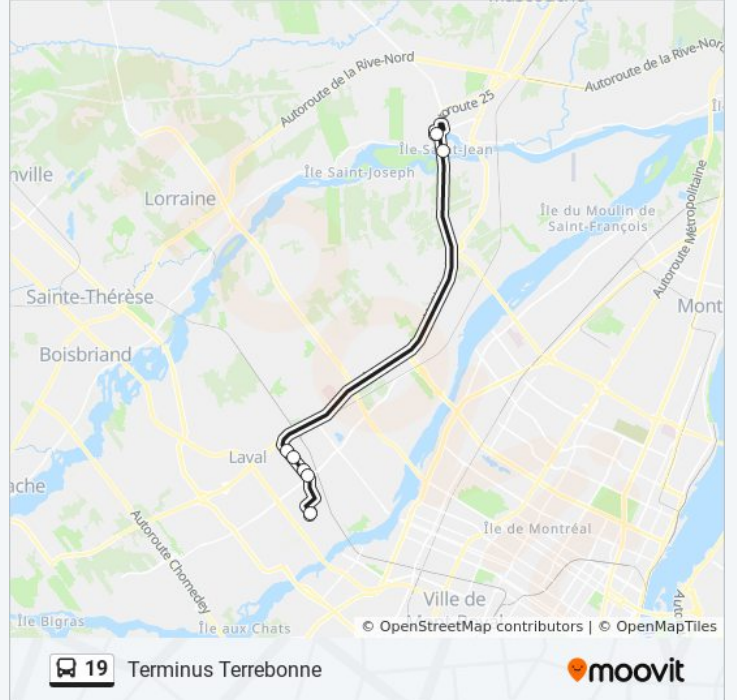 Mascouche
Autoroute de la Rive-Nord
Autoroute de la Rive-Nord
route 25
Île Saint-Jean
Île Saint-Joseph
nville
Lorraine
Île du Moulin de
Saint-François
Autoroute Métropolitaine
Sainte-Thérèse
Mont
Boisbriand
Laval
ache
Île de Montréal
Autoroute Chomedey
Ville de
Île Bigras
Île aux Chats
© OpenStreetMap contributors | © OpenMapTiles
19 Terminus Terrebonne
moovit